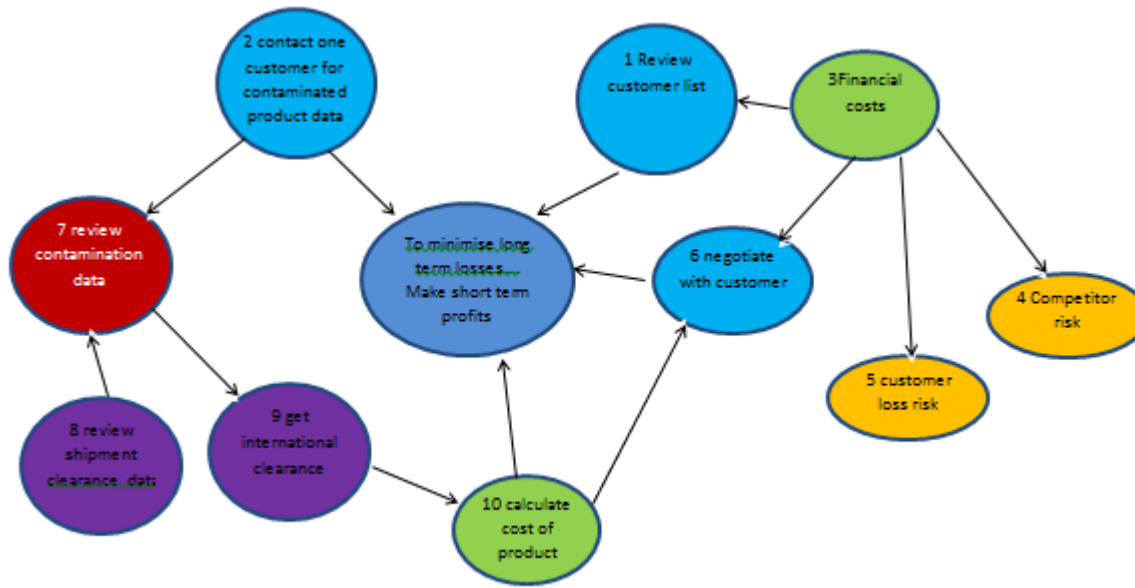 2 contact one
customer for
contaminated
product data
1 Review
customer list
3Financial
costs
7 review
contamination
data
To minimise long
term losses...
Make short term
profits
6 negotiate
with customer
4 Competitor
risk
5 customer
loss risk
8 review
shipment
clearance data
9 get
international
clearance
10 calculate
cost of
product